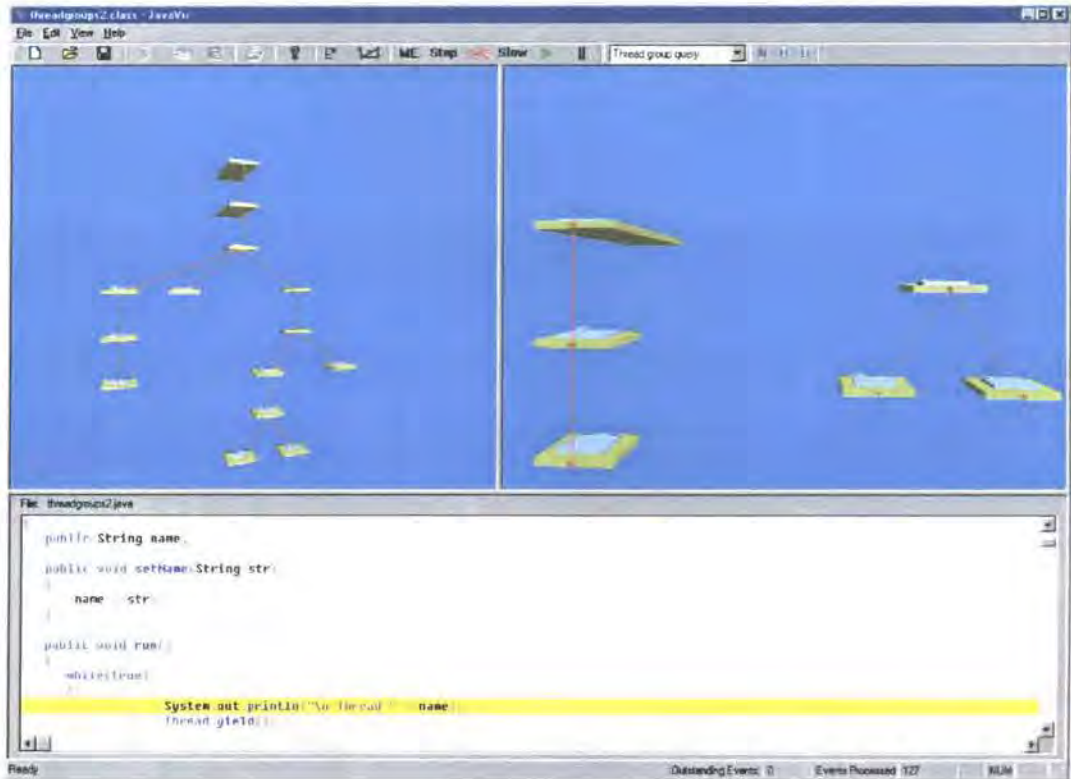 threadgroups2.class - JavaVis
File Edit View Help
ME Stop Slow Thread group query
File: threadgroups2.java
public String name
public void setName(String str)
name str
public void run()
while(true)
System out println("\n Thread " name)
Thread yield()
Ready Outstanding Events: 0 Events Processed 127 NUM